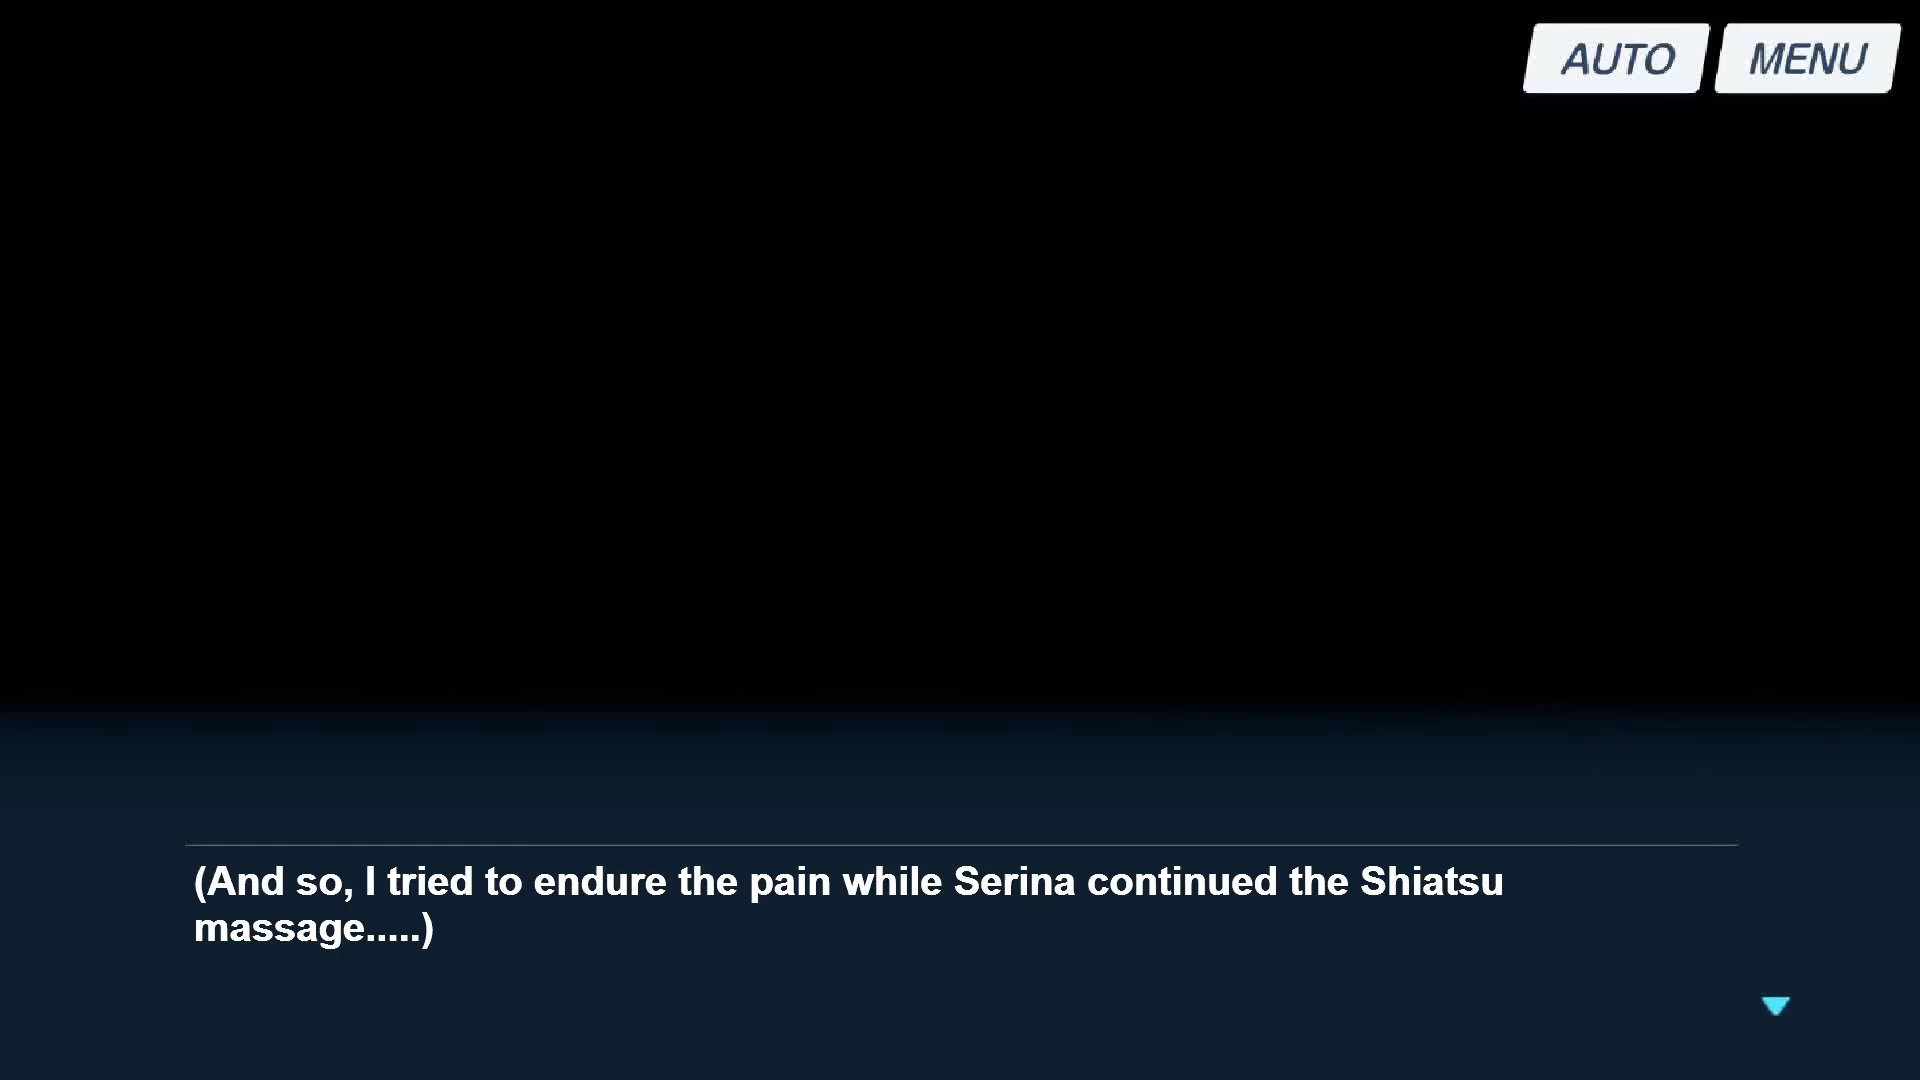 AUTO MENU
(And so, I tried to endure the pain while Serina continued the Shiatsu
massage.....)